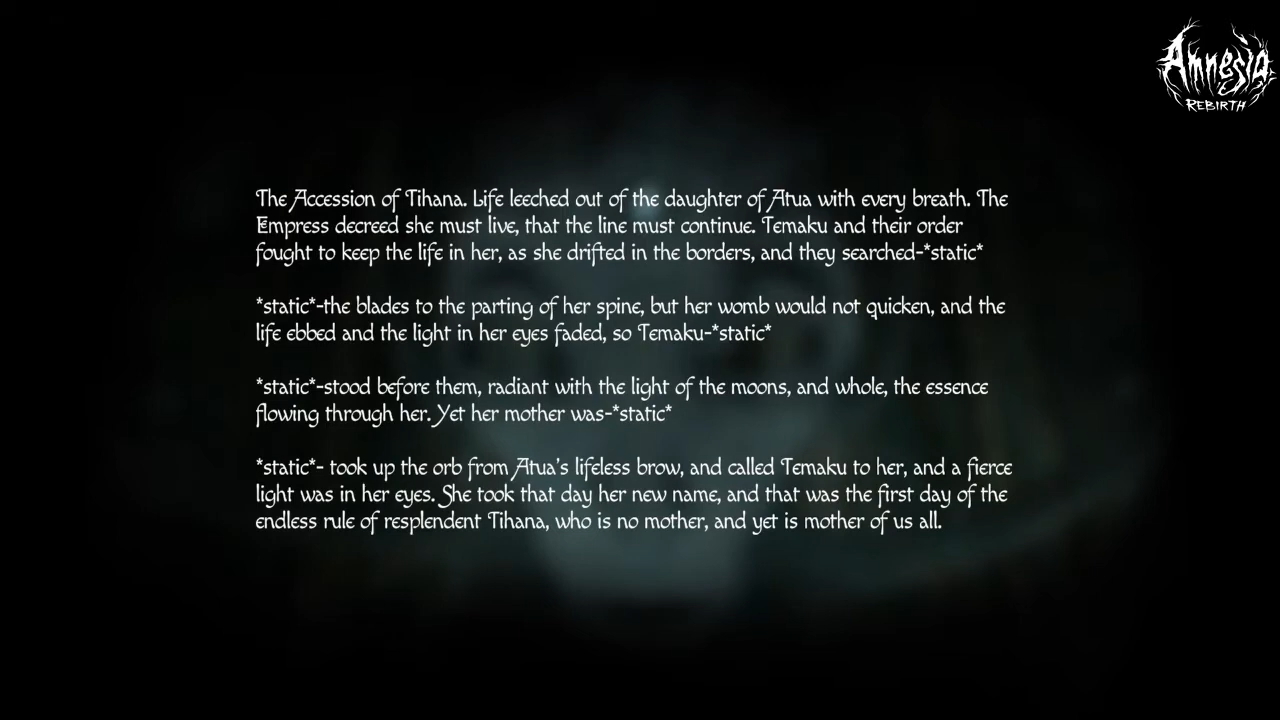 Amnesia
REBIRTH
The Accession of Tihana. Life leeched out of the daughter of Atua with every breath. The
Empress decreed she must live, that the line must continue. Temaku and their order
fought to keep the life in her, as she drifted in the borders, and they searched-*static*
*static*-the blades to the parting of her spine, but her womb would not quicken, and the
life ebbed and the light in her eyes faded, so Temaku-*static*
*static*-stood before them, radiant with the light of the moons, and whole, the essence
flowing through her. Yet her mother was-*static*
*static*- took up the orb from Atua's lifeless brow, and called Temaku to her, and a fierce
light was in her eyes. She took that day her new name, and that was the first day of the
endless rule of resplendent Tihana, who is no mother, and yet is mother of us all.